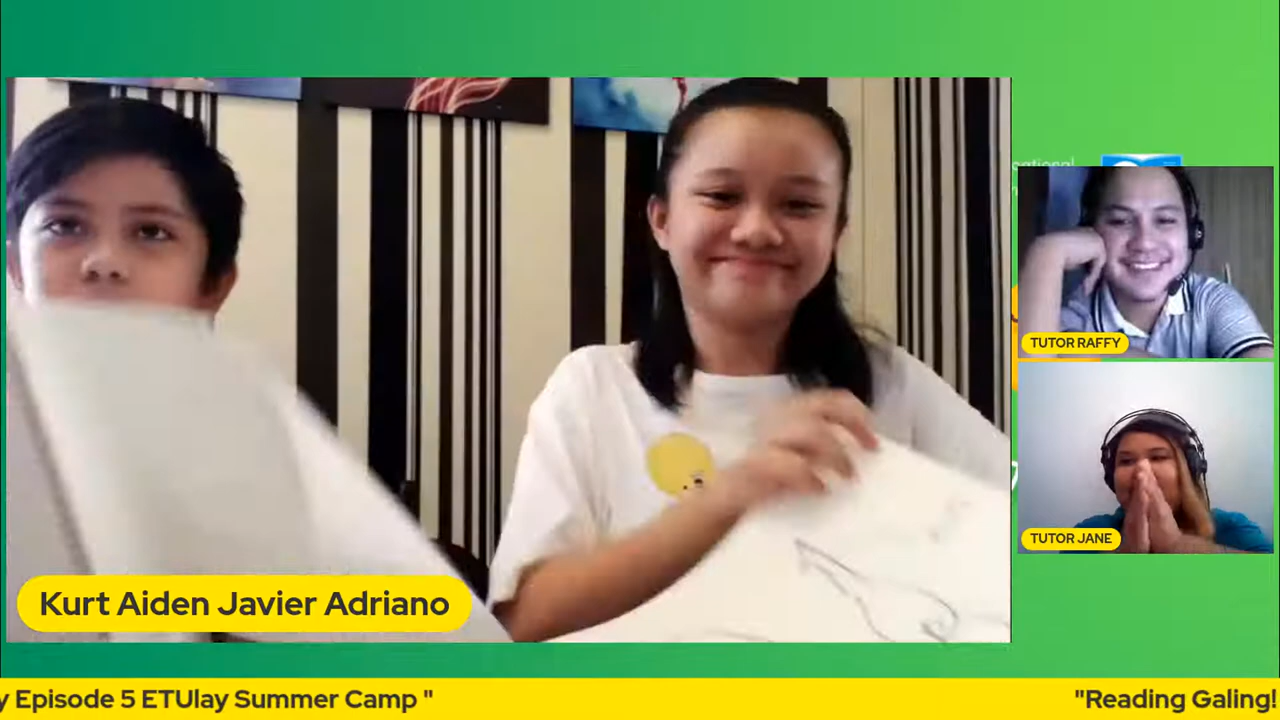 TUTOR RAFFY
TUTOR JANE
Kurt Aiden Javier Adriano
y Episode 5 ETUlay Summer Camp " "Reading Galing!